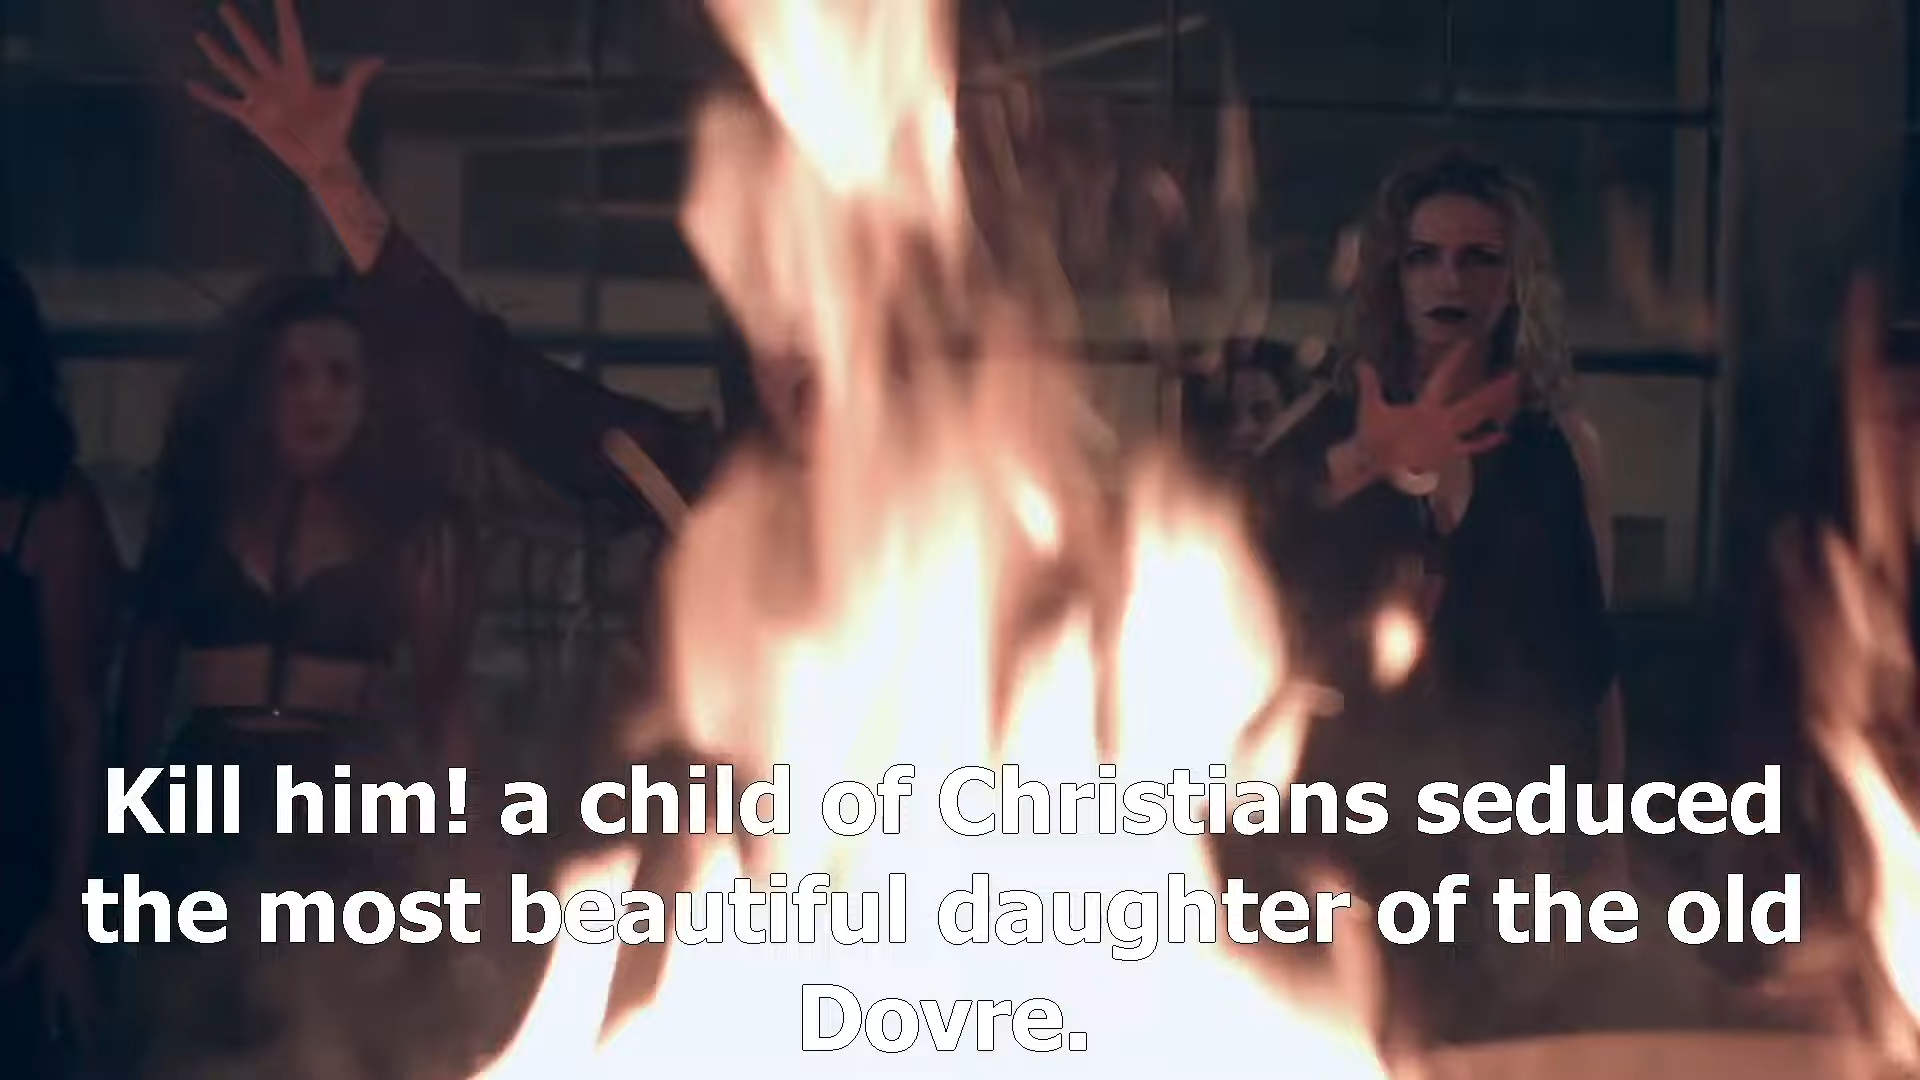 Kill him! a child of Christians seduced
the most beautiful daughter of the old
Dovre.